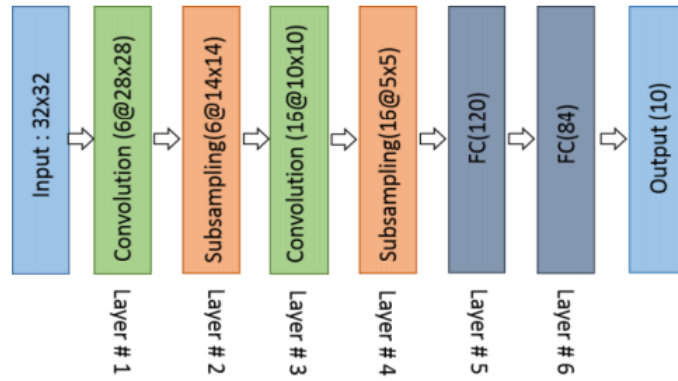 Input : 32x32
Convolution (6@28x28)
Subsampling(6@14x14)
Convolution (16@10x10)
Subsampling(16@5x5)
FC(120)
FC(84)
Output (10)
Layer # 1
Layer # 2
Layer # 3
Layer # 4
Layer # 5
Layer # 6